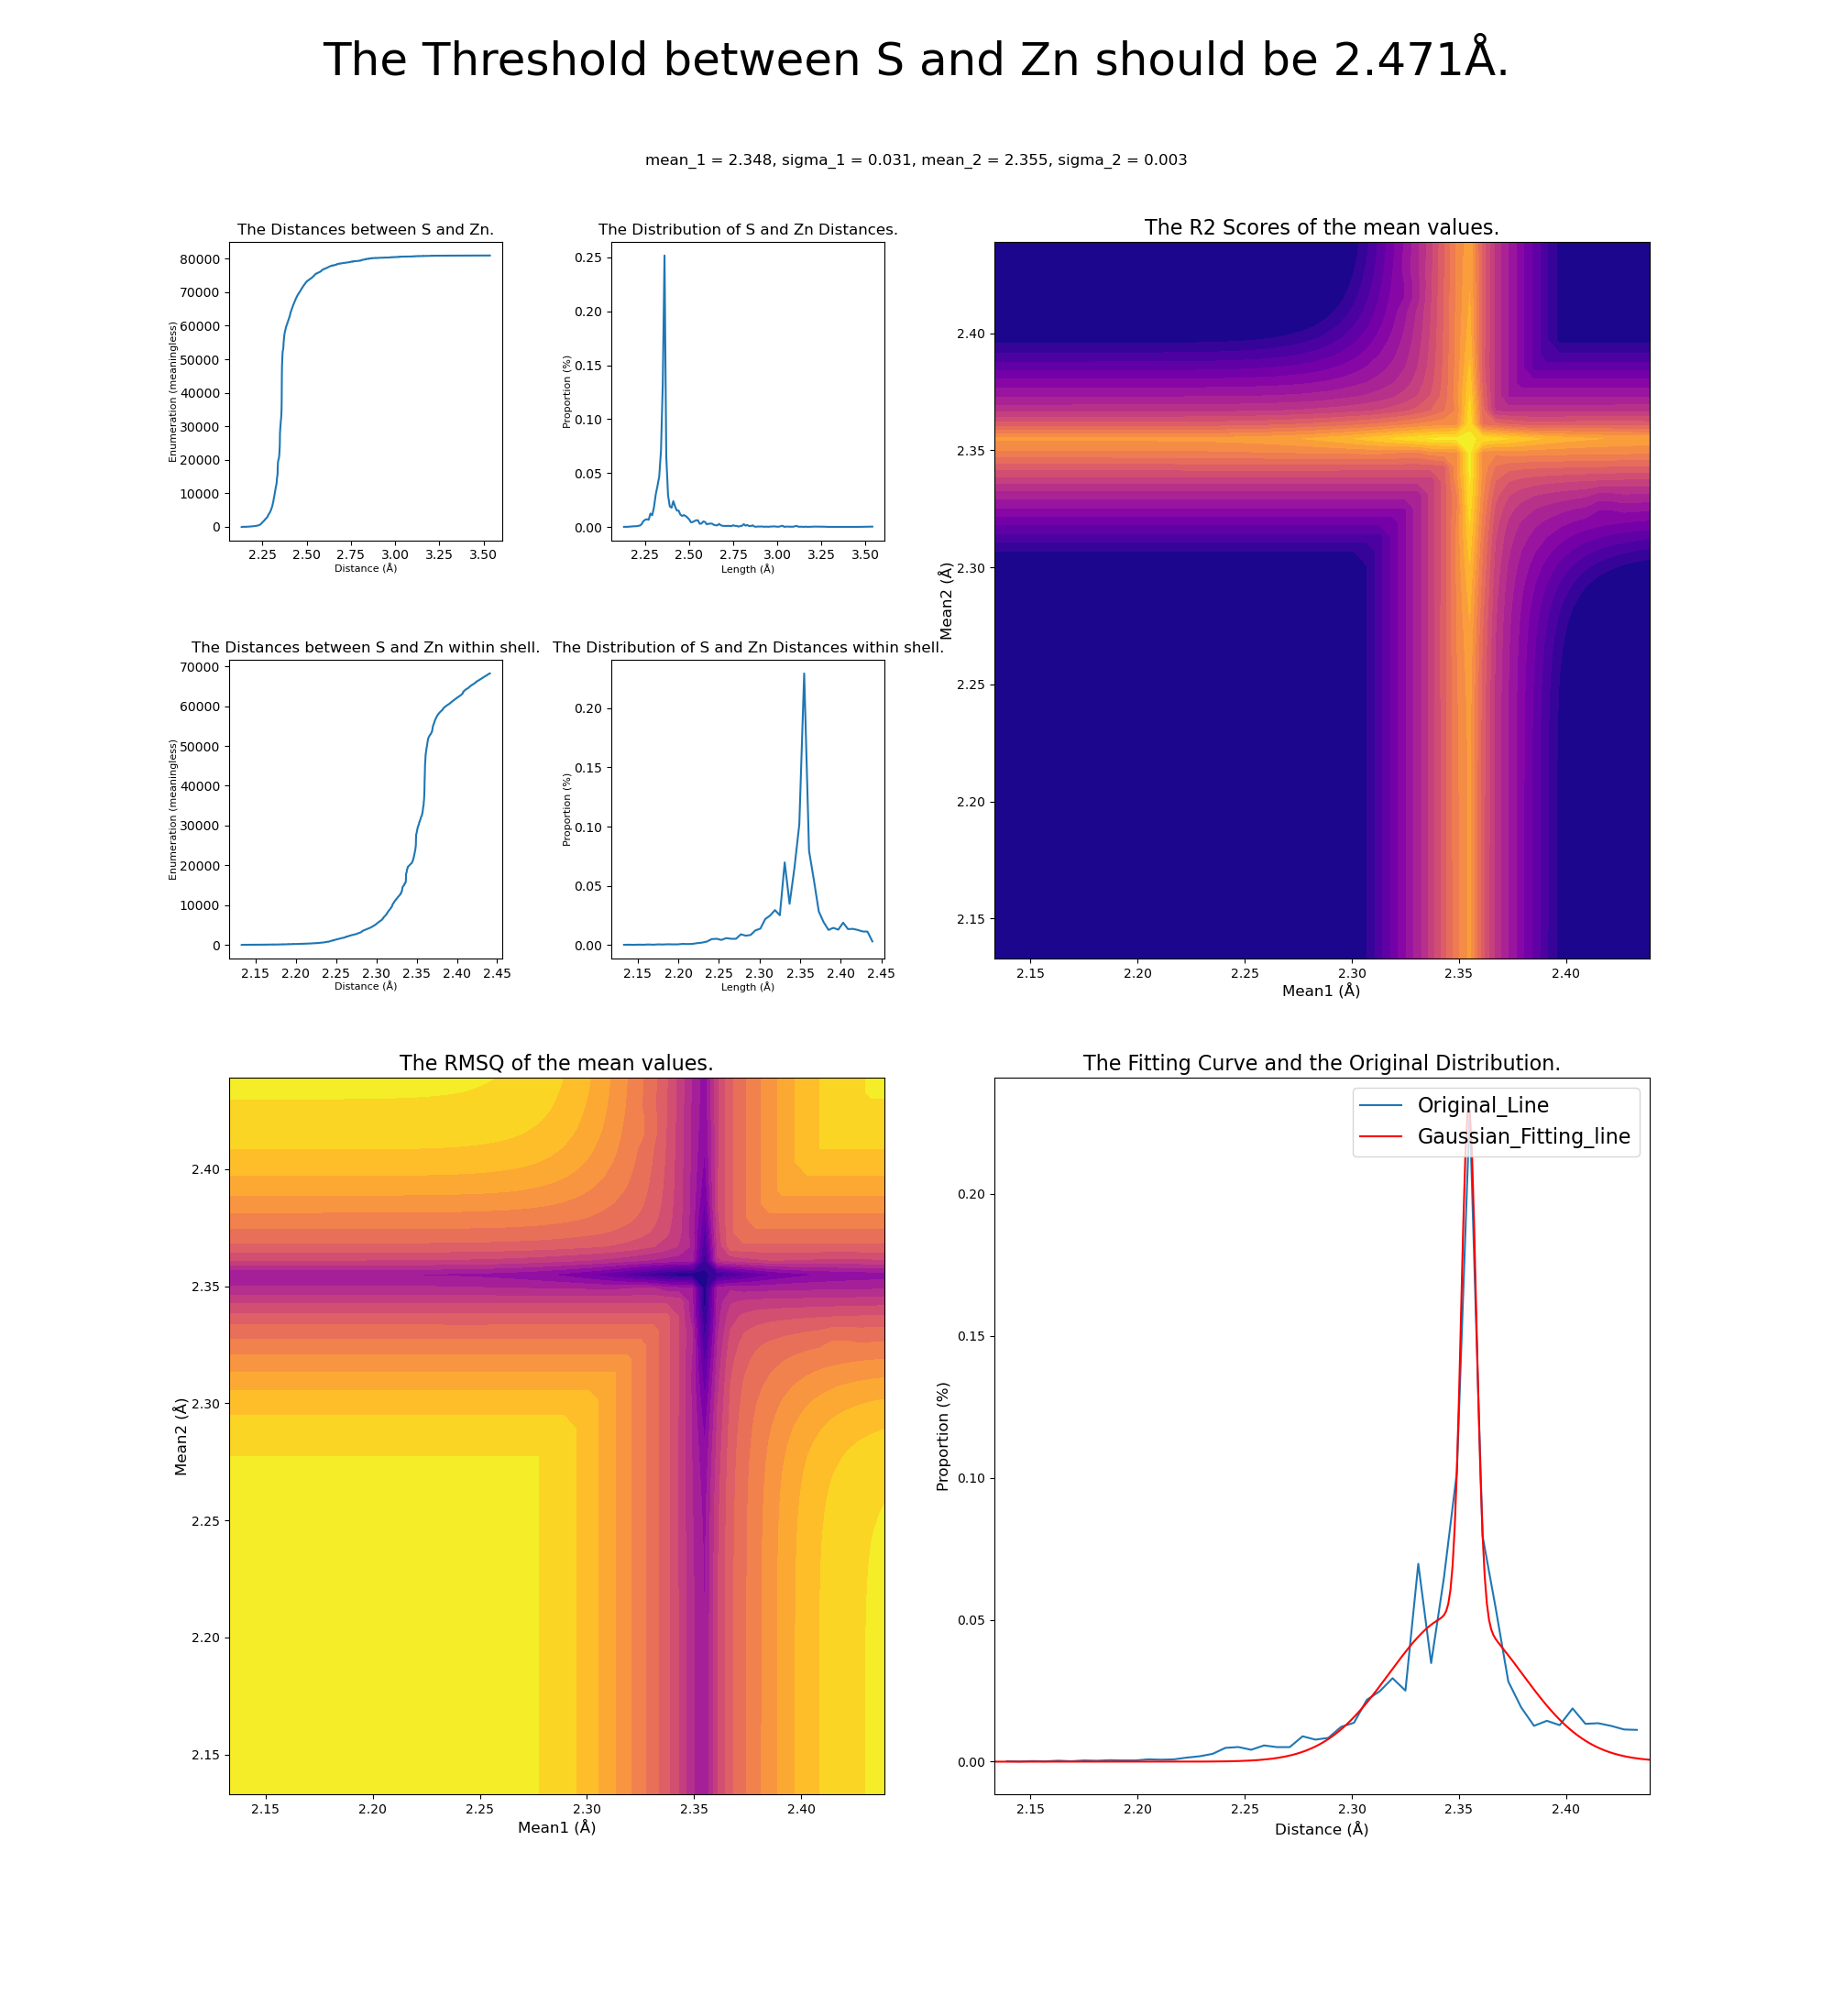 The Threshold between S and Zn should be 2.471Å.
mean_1 = 2.348, sigma_1 = 0.031, mean_2 = 2.355, sigma_2 = 0.003
The Distances between S and Zn.
Enumeration (meaningless)
80000
70000
60000
50000
40000
30000
20000
10000
0
2.25 2.50 2.75 3.00 3.25 3.50
Distance (Å)
The Distribution of S and Zn Distances.
Proportion (%)
0.25
0.20
0.15
0.10
0.05
0.00
2.25 2.50 2.75 3.00 3.25 3.50
Length (Å)
The R2 Scores of the mean values.
Mean2 (Å)
2.40
2.35
2.30
2.25
2.20
2.15
2.15 2.20 2.25 2.30 2.35 2.40
Mean1 (Å)
The Distances between S and Zn within shell.
Enumeration (meaningless)
70000
60000
50000
40000
30000
20000
10000
0
2.15 2.20 2.25 2.30 2.35 2.40 2.45
Distance (Å)
The Distribution of S and Zn Distances within shell.
Proportion (%)
0.20
0.15
0.10
0.05
0.00
2.15 2.20 2.25 2.30 2.35 2.40 2.45
Length (Å)
The RMSQ of the mean values.
Mean2 (Å)
2.40
2.35
2.30
2.25
2.20
2.15
2.15 2.20 2.25 2.30 2.35 2.40
Mean1 (Å)
The Fitting Curve and the Original Distribution.
Original_Line
Gaussian_Fitting_line
Proportion (%)
0.20
0.15
0.10
0.05
0.00
2.15 2.20 2.25 2.30 2.35 2.40
Distance (Å)